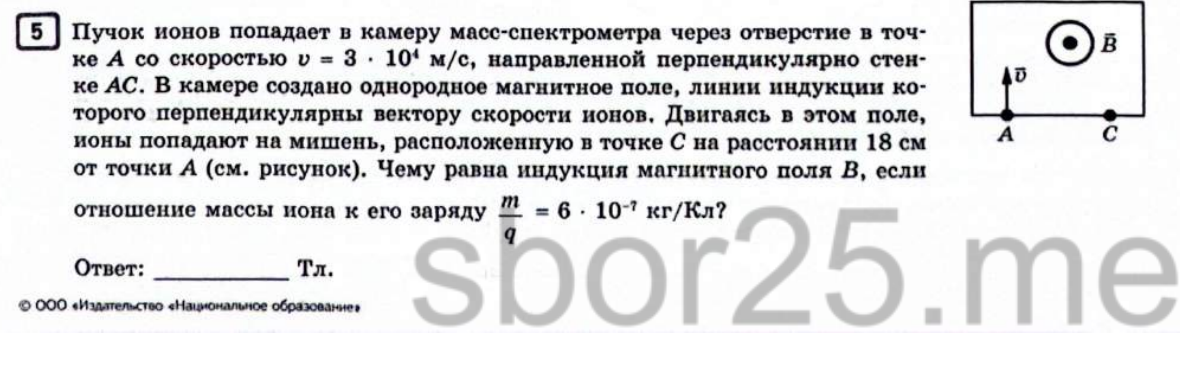 5 Пучок ионов попадает в камеру масс-спектрометра через отверстие в точ-
ке A со скоростью υ = 3 · 10⁴ м/с, направленной перпендикулярно стен-
ке AC. В камере создано однородное магнитное поле, линии индукции ко-
торого перпендикулярны вектору скорости ионов. Двигаясь в этом поле,
ионы попадают на мишень, расположенную в точке C на расстоянии 18 см
от точки A (см. рисунок). Чему равна индукция магнитного поля B, если
отношение массы иона к его заряду m/q = 6 · 10⁻⁷ кг/Кл?
Ответ: __________ Тл.
© ООО «Издательство «Национальное образование»
B⃗
υ⃗
A C
sbor25.me